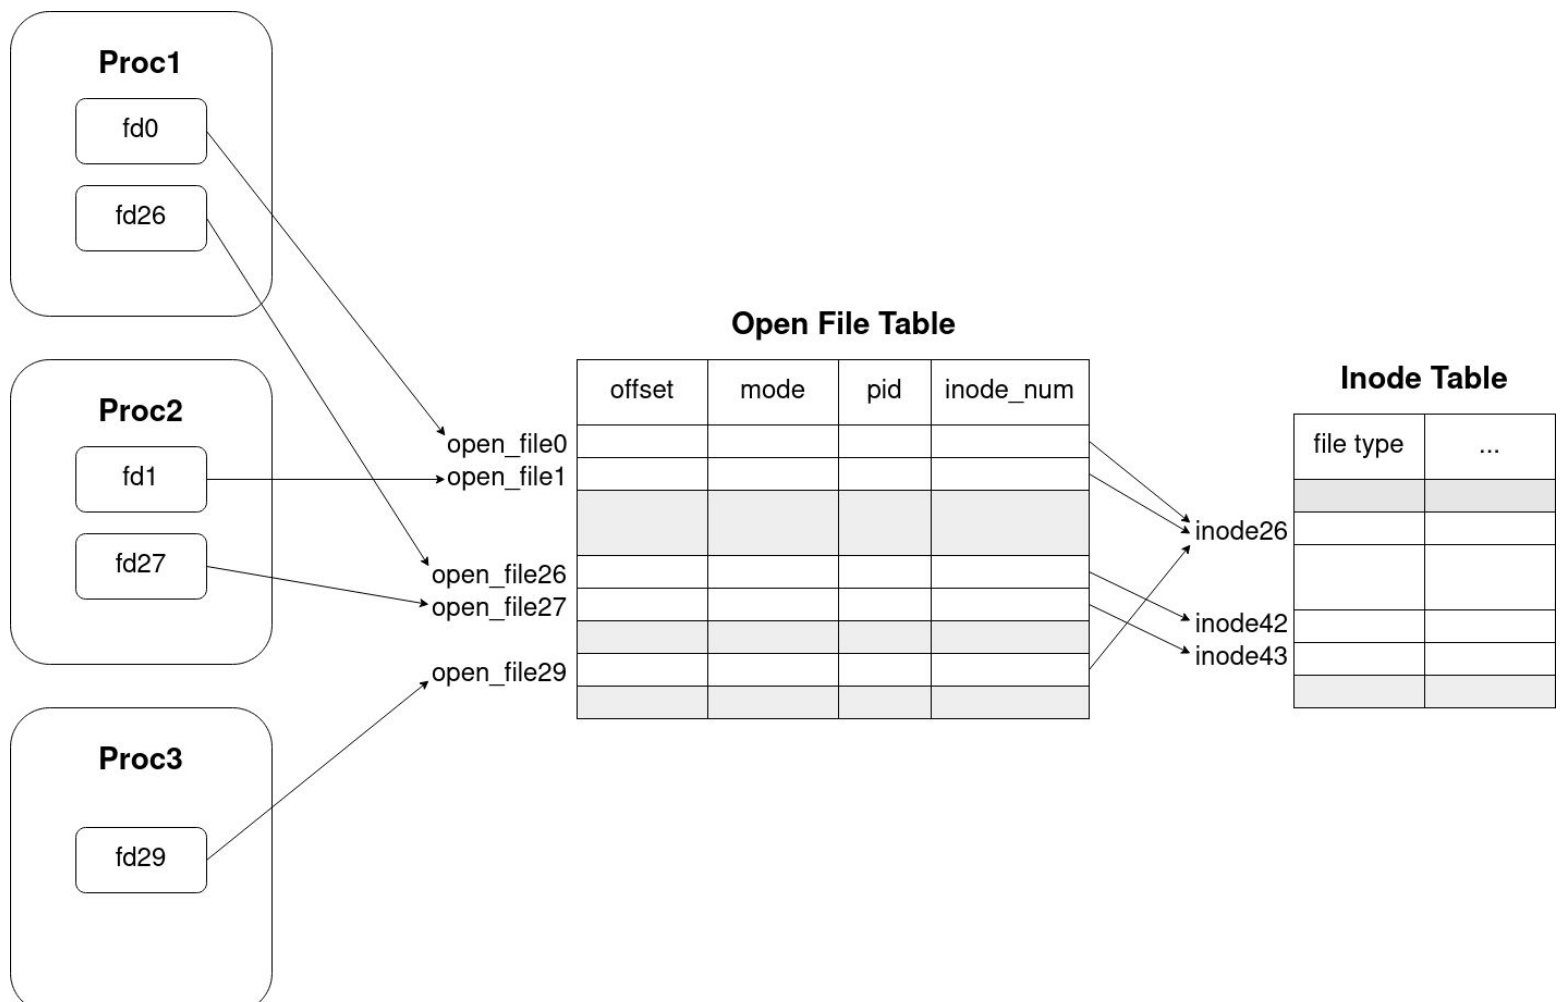 Proc1
fd0
fd26
Proc2
fd1
fd27
Proc3
fd29
Open File Table
offset mode pid inode_num
open_file0
open_file1
open_file26
open_file27
open_file29
Inode Table
file type ...
inode26
inode42
inode43